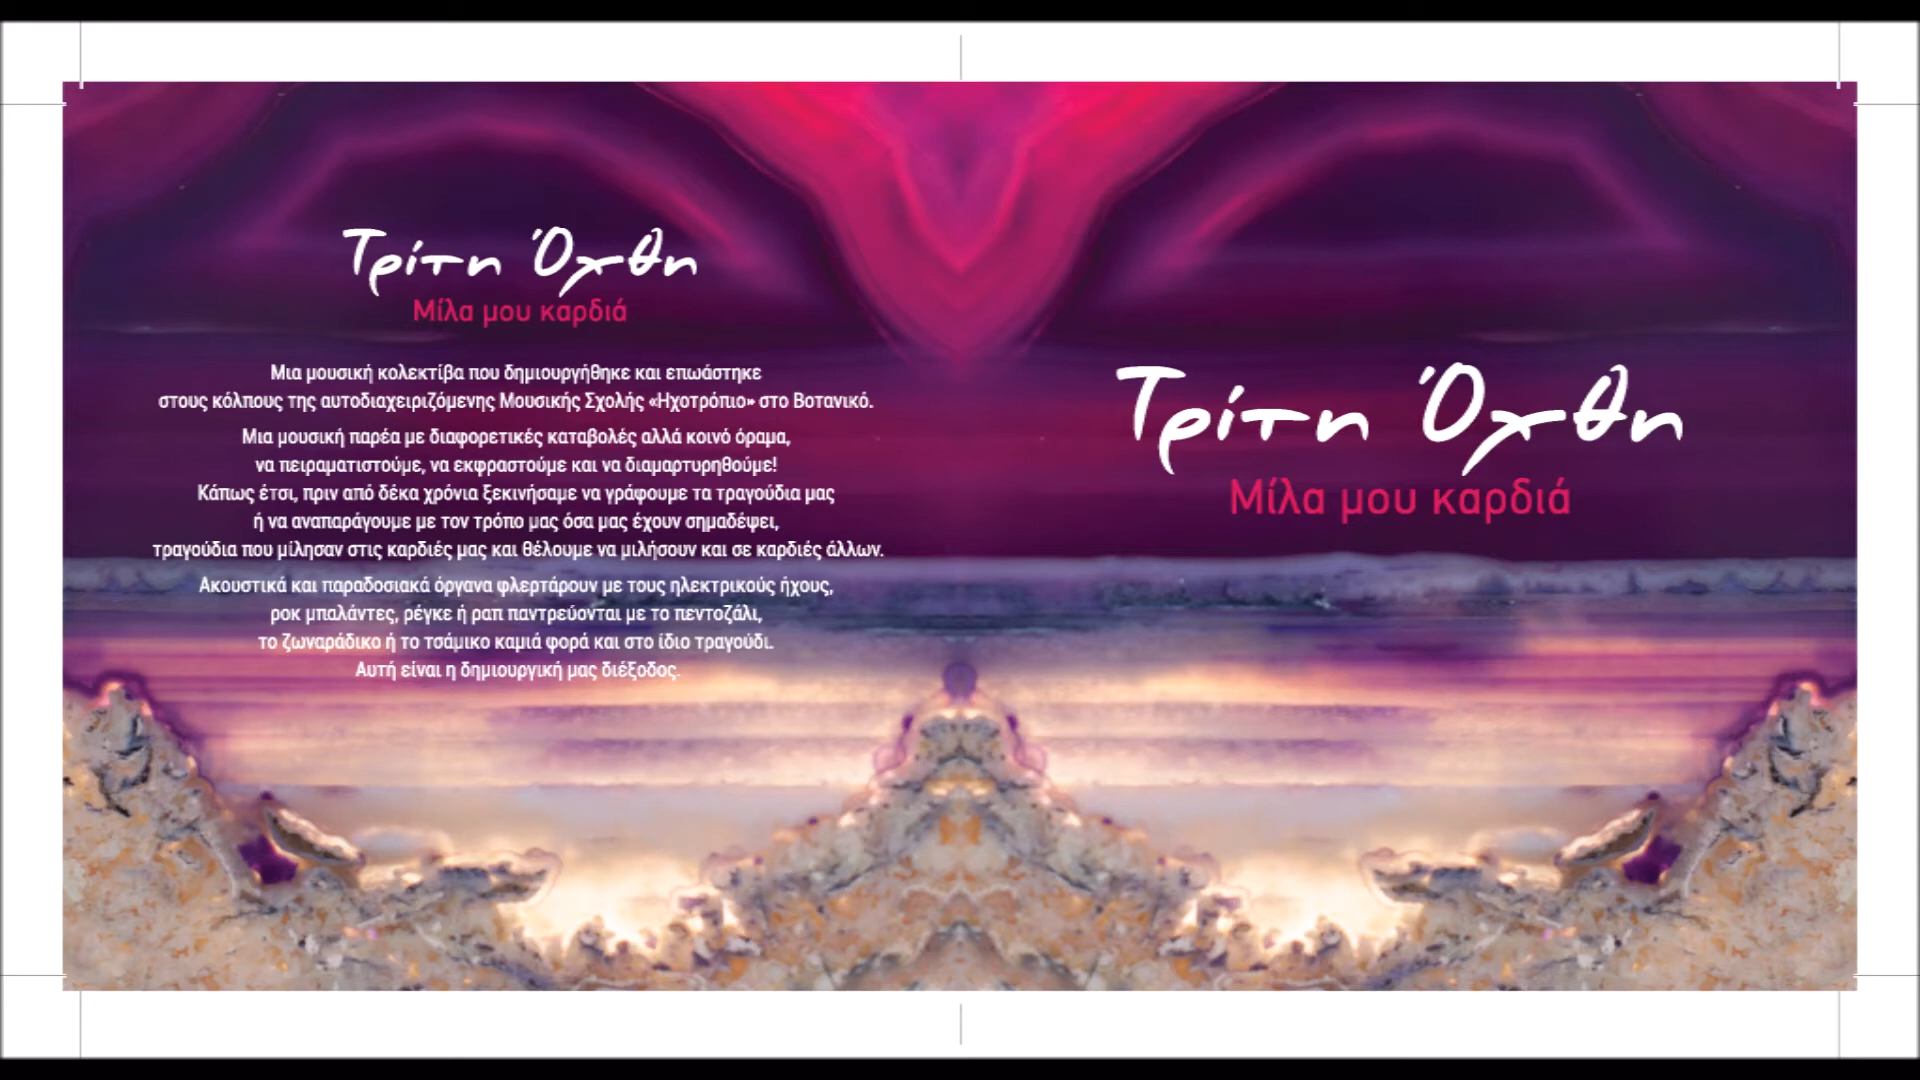 Τρίτη Όχθη
Μίλα μου καρδιά
Μια μουσική κολεκτίβα που δημιουργήθηκε και επωάστηκε
στους κόλπους της αυτοδιαχειριζόμενης Μουσικής Σχολής «Ηχοτρόπιο» στο Βοτανικό.
Μια μουσική παρέα με διαφορετικές καταβολές αλλά κοινό όραμα,
να πειραματιστούμε, να εκφραστούμε και να διαμαρτυρηθούμε!
Κάπως έτσι, πριν από δέκα χρόνια ξεκινήσαμε να γράφουμε τα τραγούδια μας
ή να αναπαράγουμε με τον τρόπο μας όσα μας έχουν σημαδέψει,
τραγούδια που μίλησαν στις καρδιές μας και θέλουμε να μιλήσουν και σε καρδιές άλλων.
Ακουστικά και παραδοσιακά όργανα φλερτάρουν με τους ηλεκτρικούς ήχους,
ροκ μπαλάντες, ρέγκε ή ραπ παντρεύονται με το πεντοζάλι,
το ζωναράδικο ή το τσάμικο καμιά φορά και στο ίδιο τραγούδι.
Αυτή είναι η δημιουργική μας διέξοδος.
Τρίτη Όχθη
Μίλα μου καρδιά